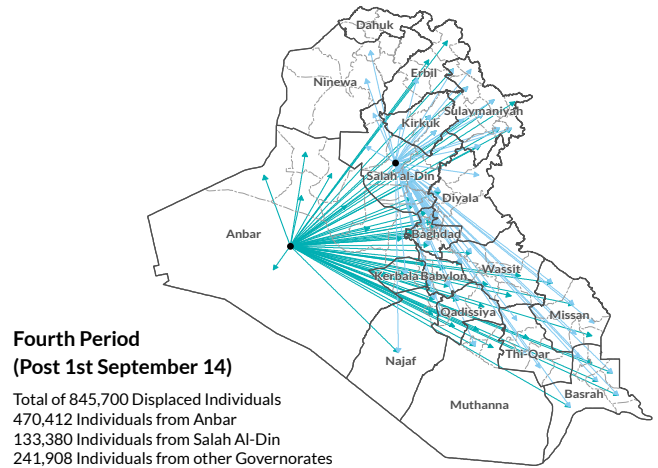 Dahuk
Ninewa
Erbil
Kirkuk
Sulaymaniyah
Salah al-Din
Diyala
Anbar
Baghdad
Kerbala
Babylon
Wassit
Qadissiya
Missan
Najaf
Thi-Qar
Muthanna
Basrah
Fourth Period
(Post 1st September 14)
Total of 845,700 Displaced Individuals
470,412 Individuals from Anbar
133,380 Individuals from Salah Al-Din
241,908 Individuals from other Governorates